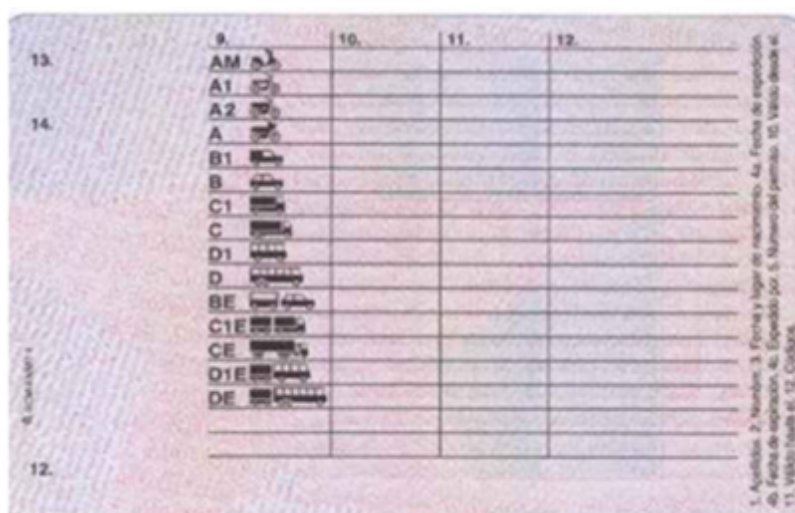 9. 10. 11. 12.
13.
14.
AM
A1
A2
A
B1
B
C1
C
D1
D
BE
C1E
CE
D1E
DE
12.
1. Apellidos. 2. Nombre. 3. Fecha y lugar de nacimiento. 4a. Fecha de expedición.
4b. Fecha de expiración. 4c. Expedido por. 5. Número del permiso. 10. Válido desde el.
11. Válido hasta el. 12. Códigos.